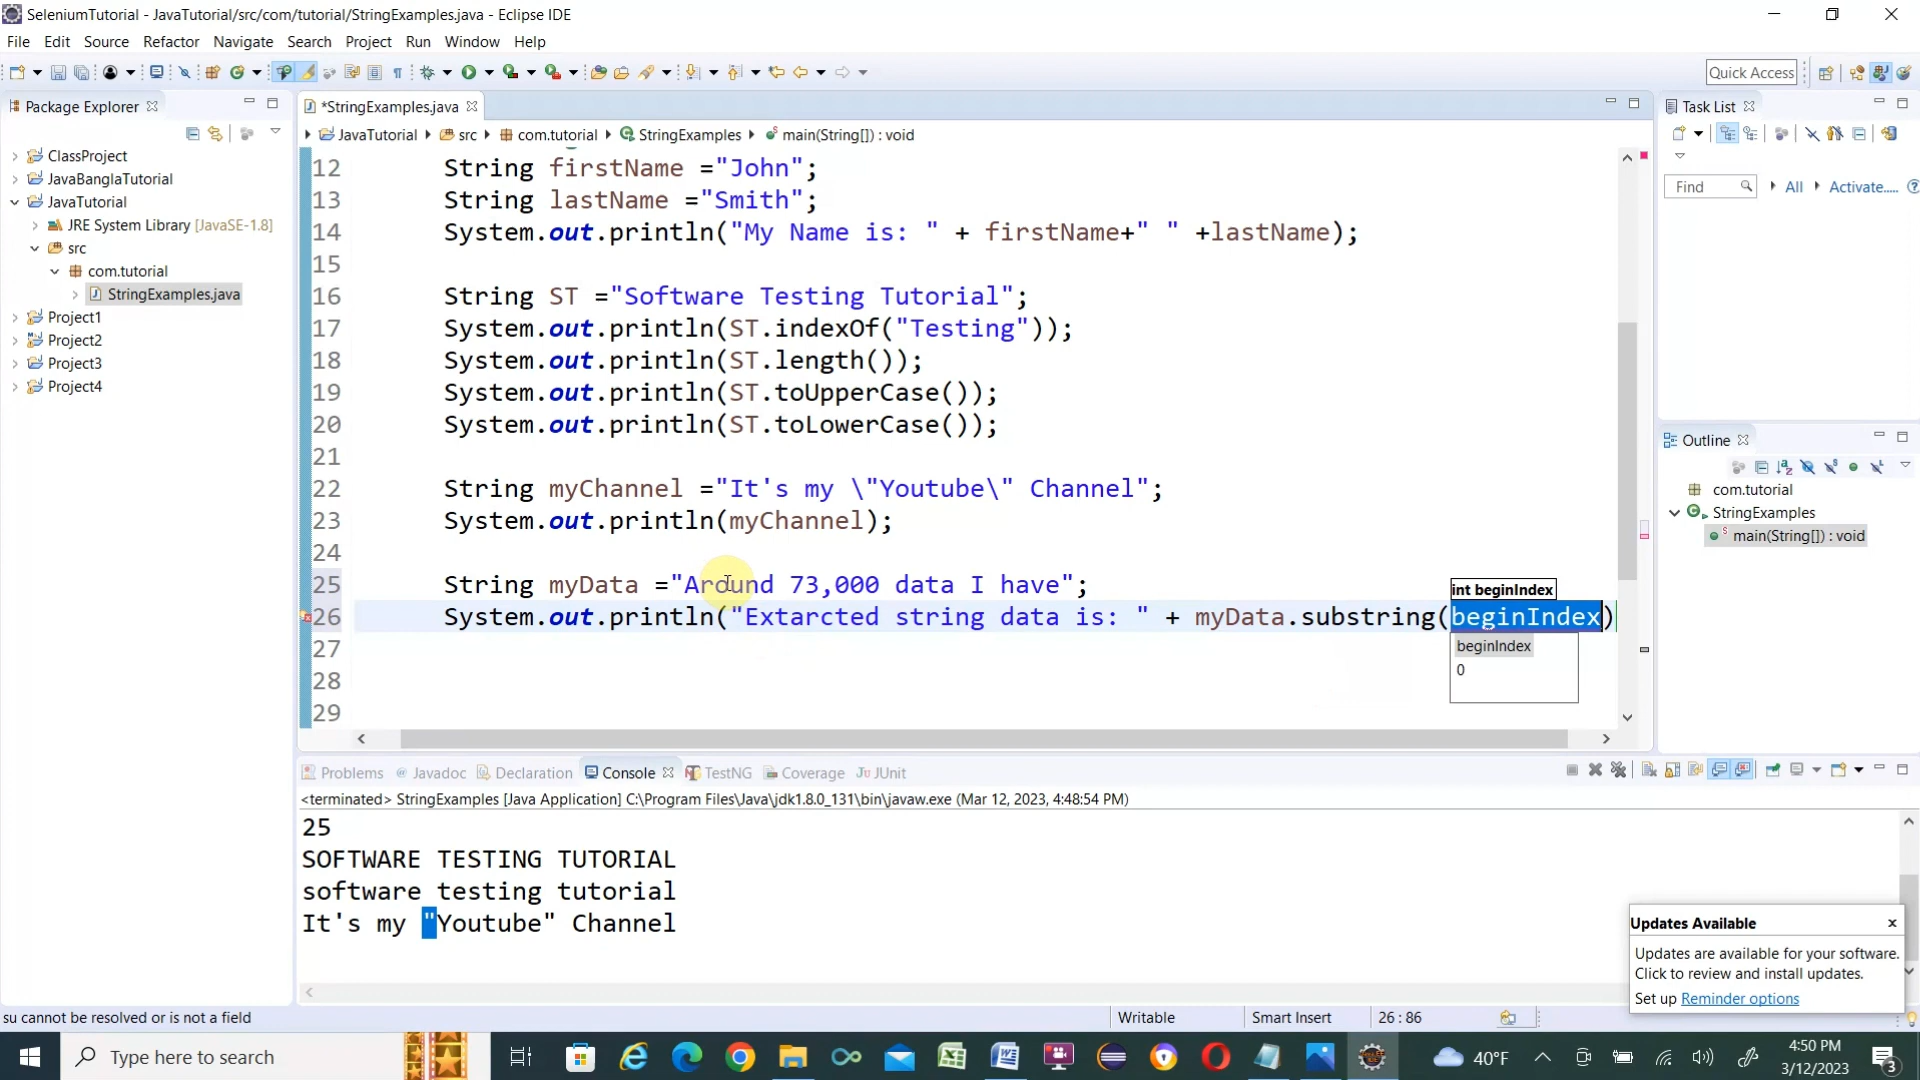 SeleniumTutorial - JavaTutorial/src/com/tutorial/StringExamples.java - Eclipse IDE
File Edit Source Refactor Navigate Search Project Run Window Help
Quick Access
Package Explorer
*StringExamples.java
Task List
JavaTutorial src com.tutorial StringExamples main(String[]) : void
ClassProject
JavaBanglaTutorial
JavaTutorial
JRE System Library [JavaSE-1.8]
src
com.tutorial
StringExamples.java
Project1
Project2
Project3
Project4
12 String firstName ="John";
13 String lastName ="Smith";
14 System.out.println("My Name is: " + firstName+" " +lastName);
15
16 String ST ="Software Testing Tutorial";
17 System.out.println(ST.indexOf("Testing"));
18 System.out.println(ST.length());
19 System.out.println(ST.toUpperCase());
20 System.out.println(ST.toLowerCase());
21
22 String myChannel ="It's my \"Youtube\" Channel";
23 System.out.println(myChannel);
24
25 String myData ="Around 73,000 data I have";
int beginIndex
26 System.out.println("Extarcted string data is: " + myData.substring(beginIndex)
beginIndex
0
27
28
29
Find All Activate....
Outline
com.tutorial
StringExamples
main(String[]) : void
Problems Javadoc Declaration Console TestNG Coverage JUnit
<terminated> StringExamples [Java Application] C:\Program Files\Java\jdk1.8.0_131\bin\javaw.exe (Mar 12, 2023, 4:48:54 PM)
25
SOFTWARE TESTING TUTORIAL
software testing tutorial
It's my "Youtube" Channel
Updates Available
Updates are available for your software.
Click to review and install updates.
Set up Reminder options
su cannot be resolved or is not a field
Writable
Smart Insert
26 : 86
Type here to search
40°F
4:50 PM
3/12/2023
3